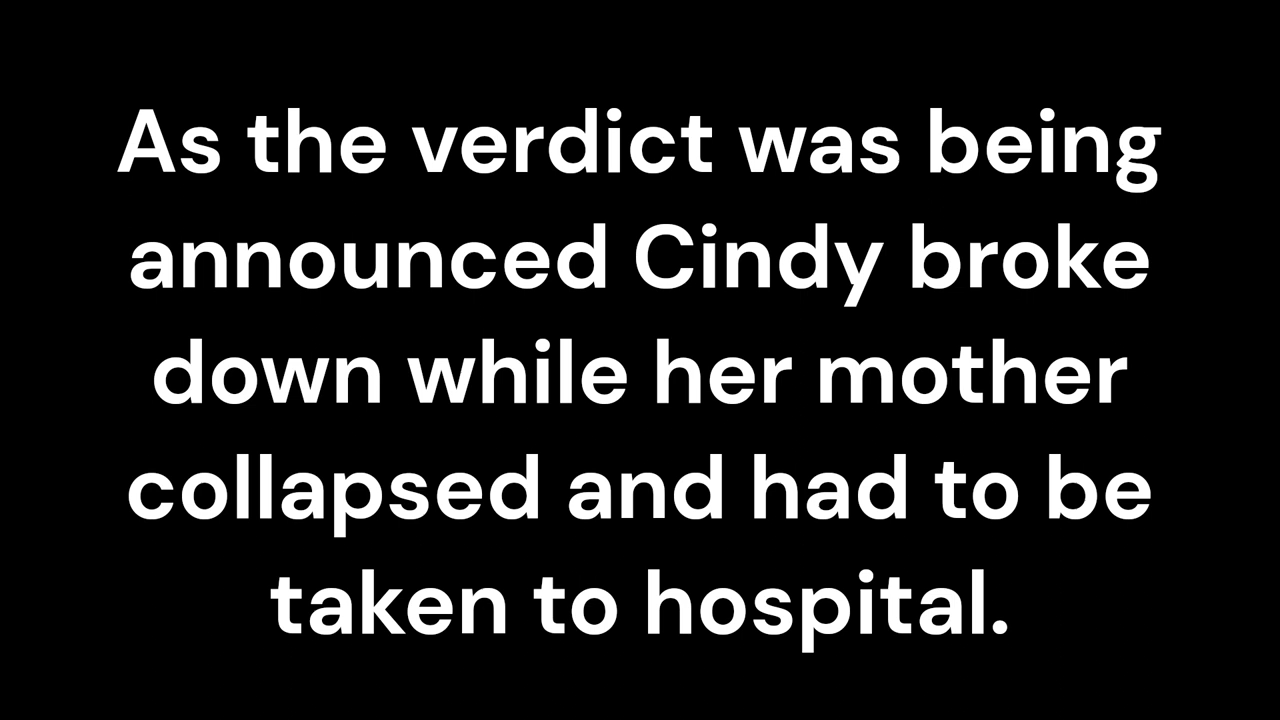 As the verdict was being
announced Cindy broke
down while her mother
collapsed and had to be
taken to hospital.